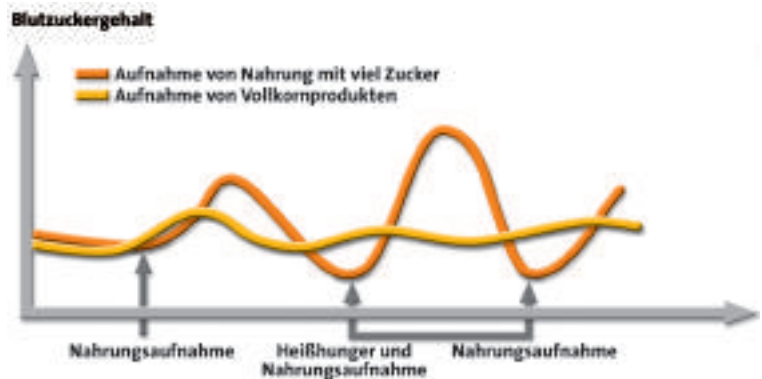 Blutzuckergehalt
Aufnahme von Nahrung mit viel Zucker
Aufnahme von Vollkornprodukten
Nahrungsaufnahme
Heißhunger und
Nahrungsaufnahme
Nahrungsaufnahme